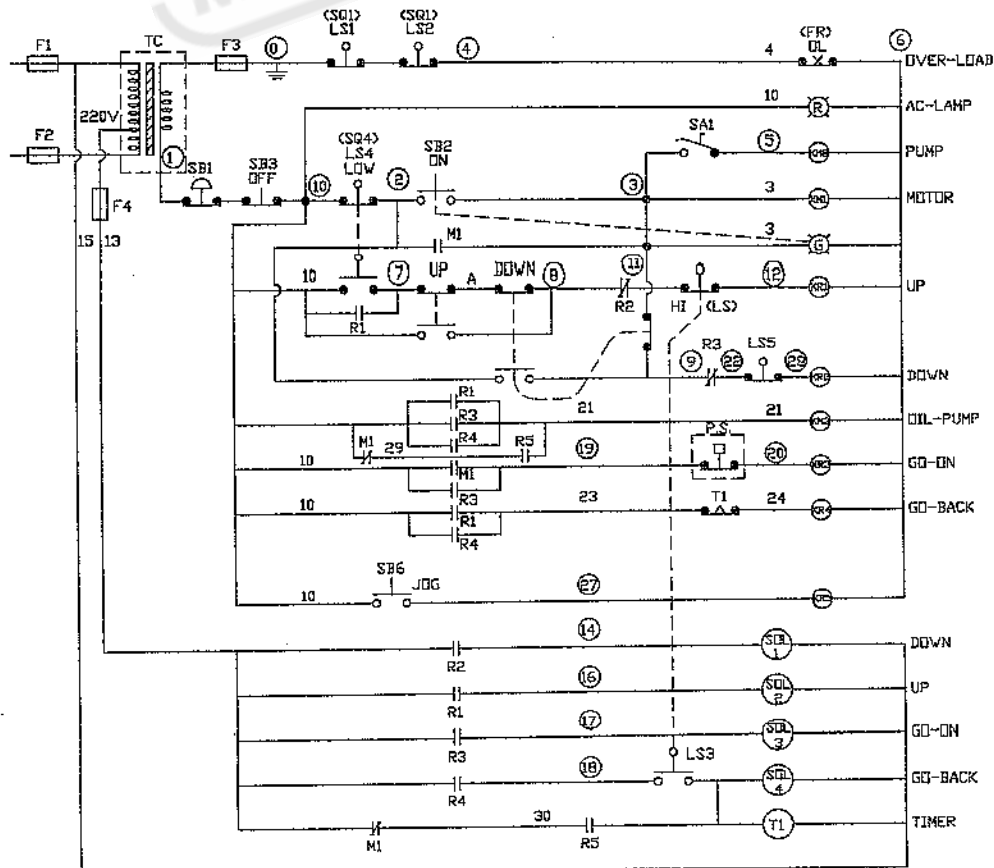 F1
TC
F3
0
(SQ1)
LS1
(SQ1)
LS2
4
4
(FR)
OL
6
OVER-LOAD
220V
F2
1
10
R
AC-LAMP
SB1
SB3
OFF
10
(SQ4)
LS4
LOW
2
SB2
ON
SA1
5
PUMP
3
3
KM1
MOTOR
F4
15 13
M1
3
G
10
7
UP
A
DOWN
8
11
12
KR1
UP
R1
R2
HI (LS)
9
R3
22
LS5
29
DOWN
R1
R3
21
21
KM2
OIL-PUMP
R4
M1
29
R5
19
P.S.
20
10
M1
KR3
GO-ON
R3
10
23
T1
24
KR4
GO-BACK
R1
R4
SB6
JOG
10
27
14
SOL
1
DOWN
R2
16
SOL
2
UP
R1
17
SOL
3
GO-ON
R3
LS3
18
SOL
4
GO-BACK
R4
30
T1
TIMER
M1
R5